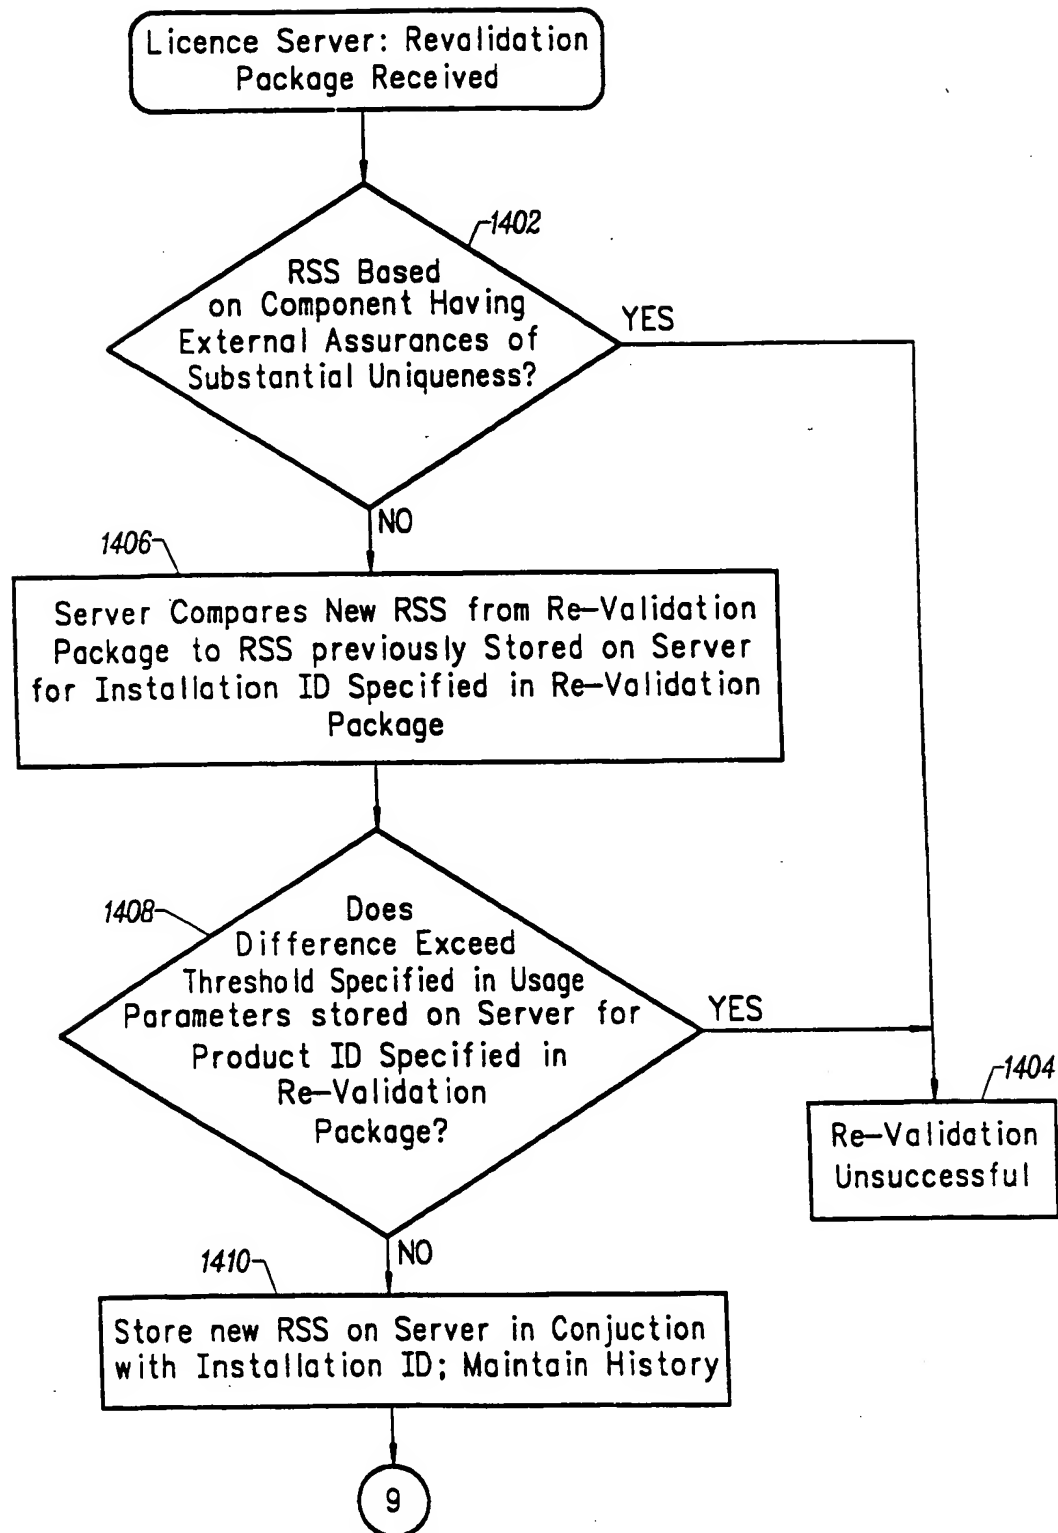 Licence Server: Revalidation
Package Received
1402
RSS Based
on Component Having
External Assurances of
Substantial Uniqueness?
YES
NO
1406
Server Compares New RSS from Re-Validation
Package to RSS previously Stored on Server
for Installation ID Specified in Re-Validation
Package
1408
Does
Difference Exceed
Threshold Specified in Usage
Parameters stored on Server for
Product ID Specified in
Re-Validation
Package?
YES
1404
Re-Validation
Unsuccessful
NO
1410
Store new RSS on Server in Conjuction
with Installation ID; Maintain History
9